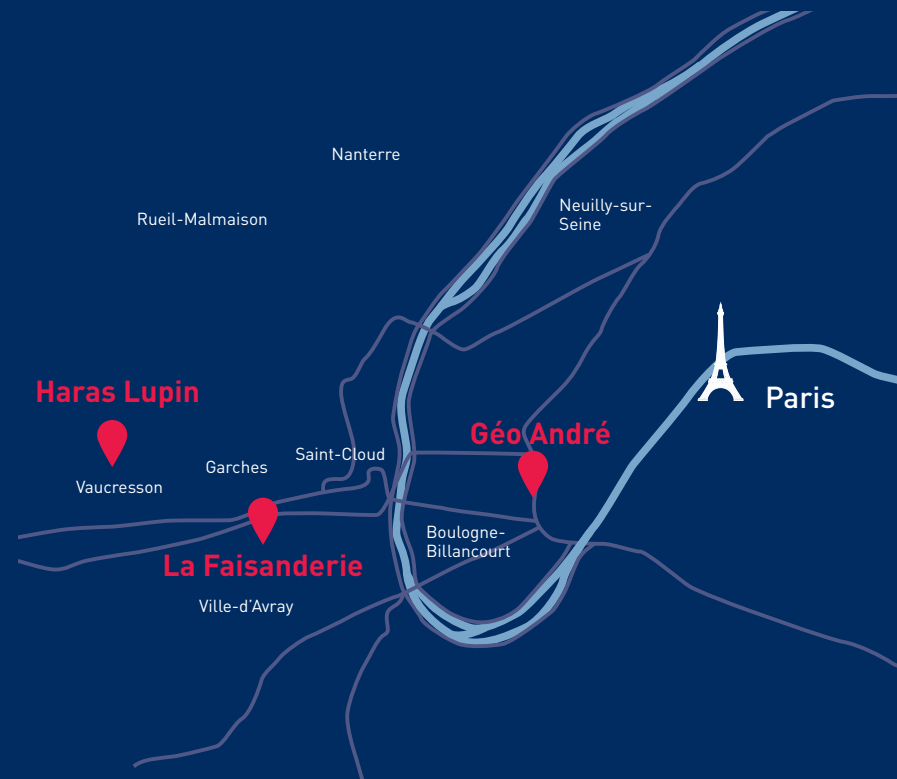 Nanterre
Neuilly-sur-
Seine
Rueil-Malmaison
Haras Lupin
Paris
Géo André
Saint-Cloud
Garches
Vaucresson
Boulogne-
Billancourt
La Faisanderie
Ville-d’Avray